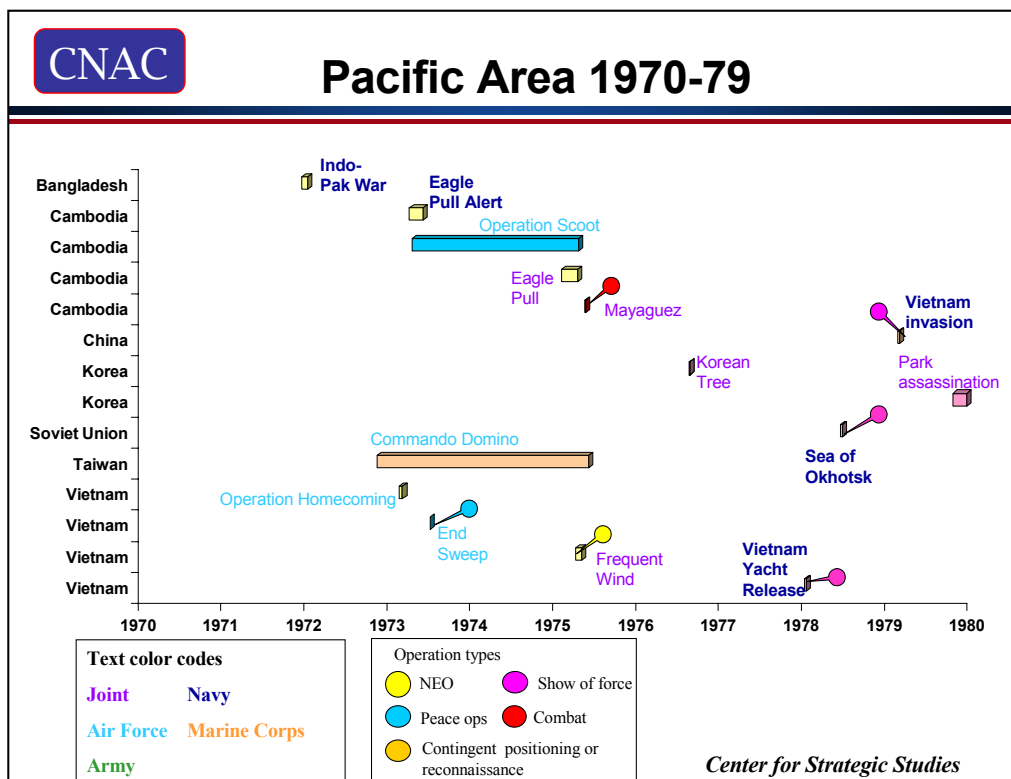 CNAC
Pacific Area 1970-79
Bangladesh
Cambodia
Cambodia
Cambodia
Cambodia
China
Korea
Korea
Soviet Union
Taiwan
Vietnam
Vietnam
Vietnam
Vietnam
Indo-
Pak War
Eagle
Pull Alert
Operation Scoot
Eagle
Pull
Mayaguez
Vietnam
invasion
Korean
Tree
Park
assassination
Commando Domino
Sea of
Okhotsk
Operation Homecoming
End
Sweep
Frequent
Wind
Vietnam
Yacht
Release
1970 1971 1972 1973 1974 1975 1976 1977 1978 1979 1980
Text color codes
Joint Navy
Air Force Marine Corps
Army
Operation types
NEO Show of force
Peace ops Combat
Contingent positioning or
reconnaissance
Center for Strategic Studies